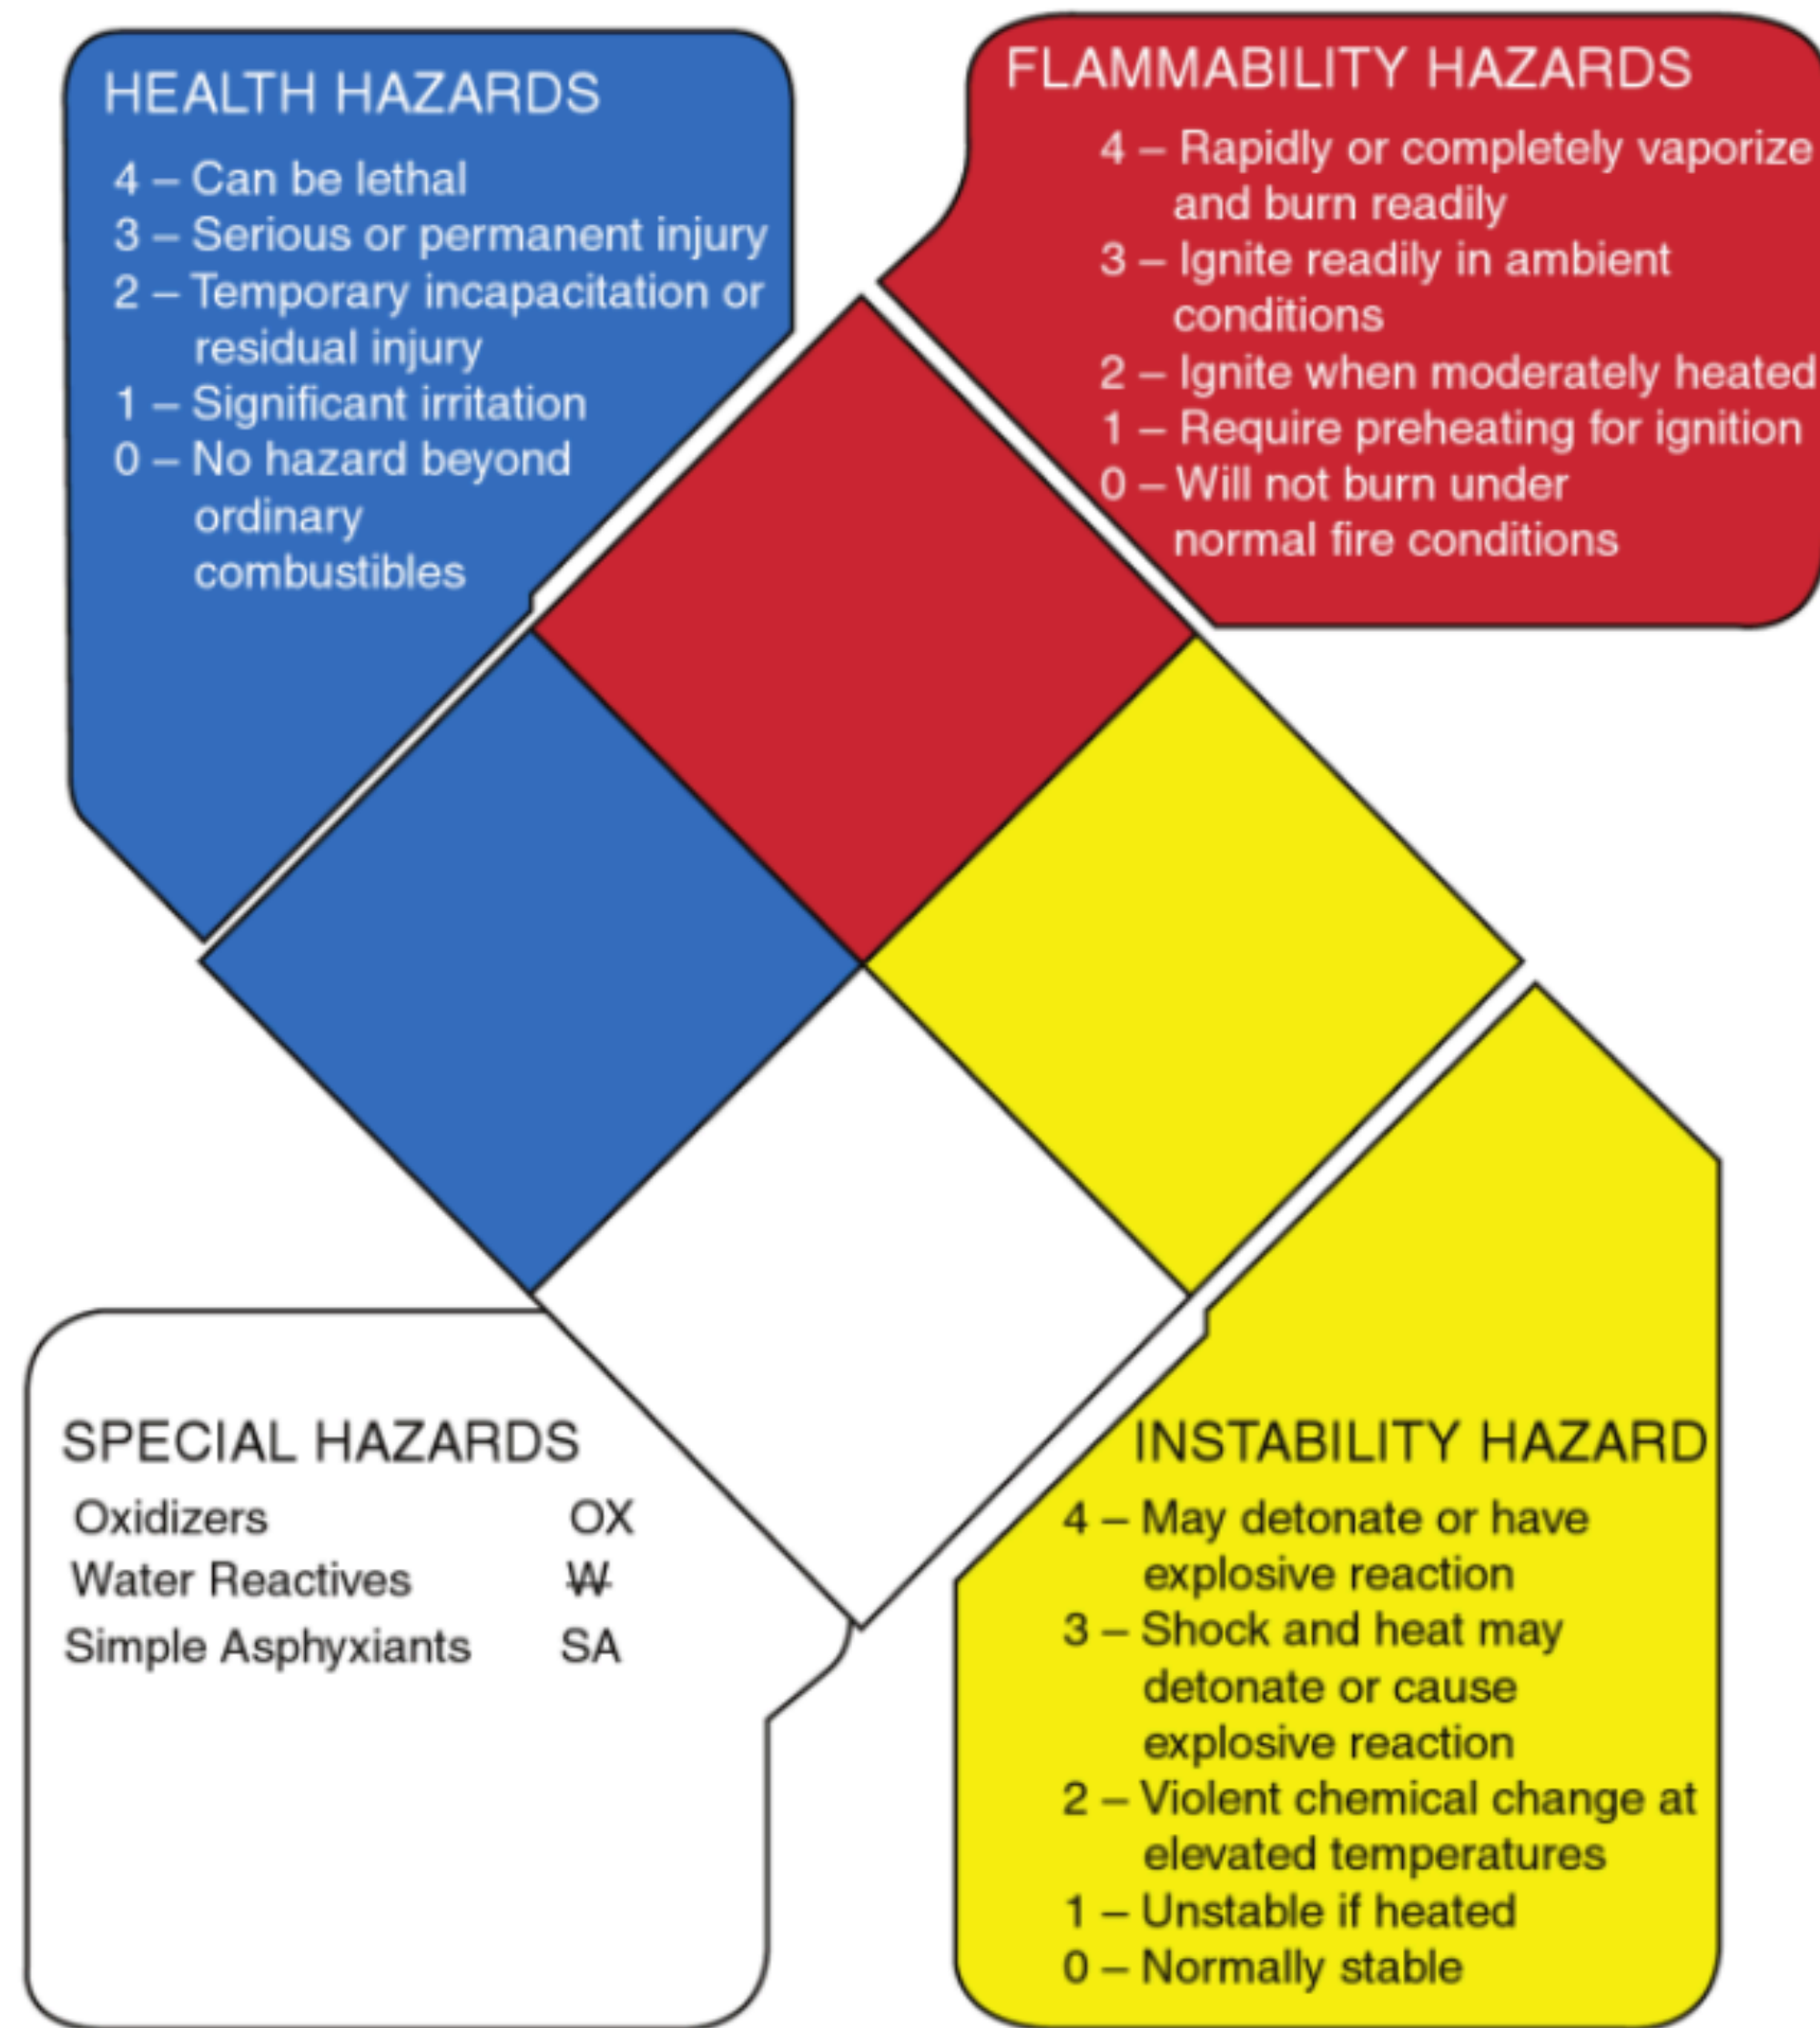 HEALTH HAZARDS
4 – Can be lethal
3 – Serious or permanent injury
2 – Temporary incapacitation or
residual injury
1 – Significant irritation
0 – No hazard beyond
ordinary
combustibles
FLAMMABILITY HAZARDS
4 – Rapidly or completely vaporize
and burn readily
3 – Ignite readily in ambient
conditions
2 – Ignite when moderately heated
1 – Require preheating for ignition
0 – Will not burn under
normal fire conditions
SPECIAL HAZARDS
Oxidizers OX
Water Reactives W̶
Simple Asphyxiants SA
INSTABILITY HAZARD
4 – May detonate or have
explosive reaction
3 – Shock and heat may
detonate or cause
explosive reaction
2 – Violent chemical change at
elevated temperatures
1 – Unstable if heated
0 – Normally stable